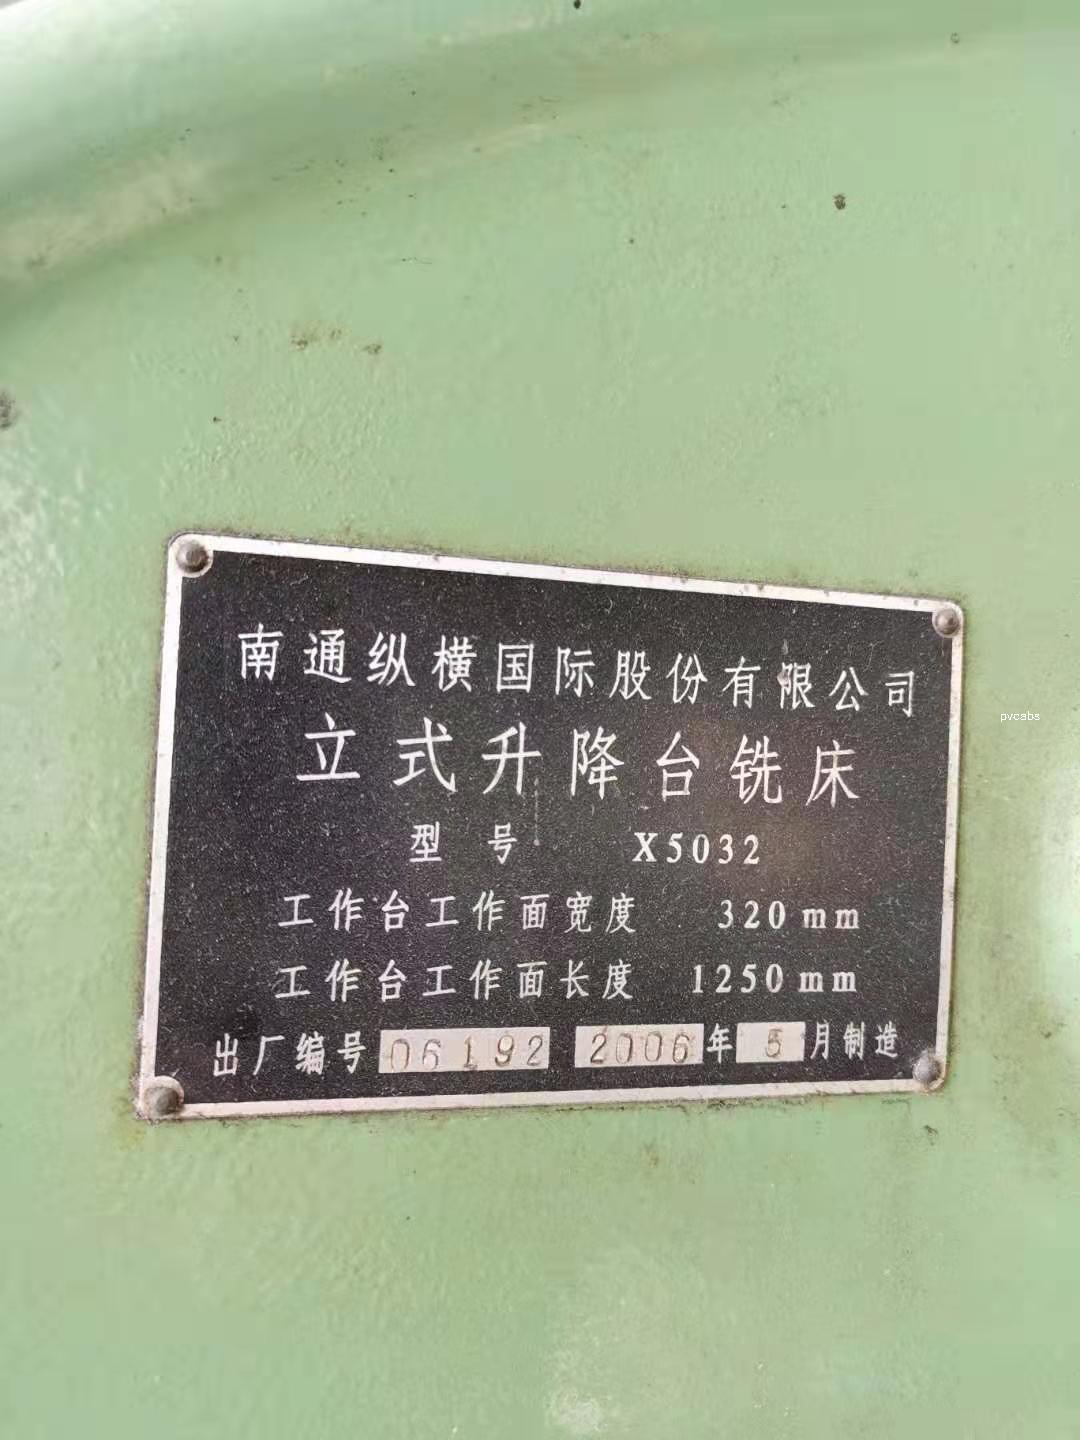 南通纵横国际股份有限公司
立式升降台铣床
型号 X5032
工作台工作面宽度 320mm
工作台工作面长度 1250mm
出厂编号 06192 2006年5月制造
pvcabs